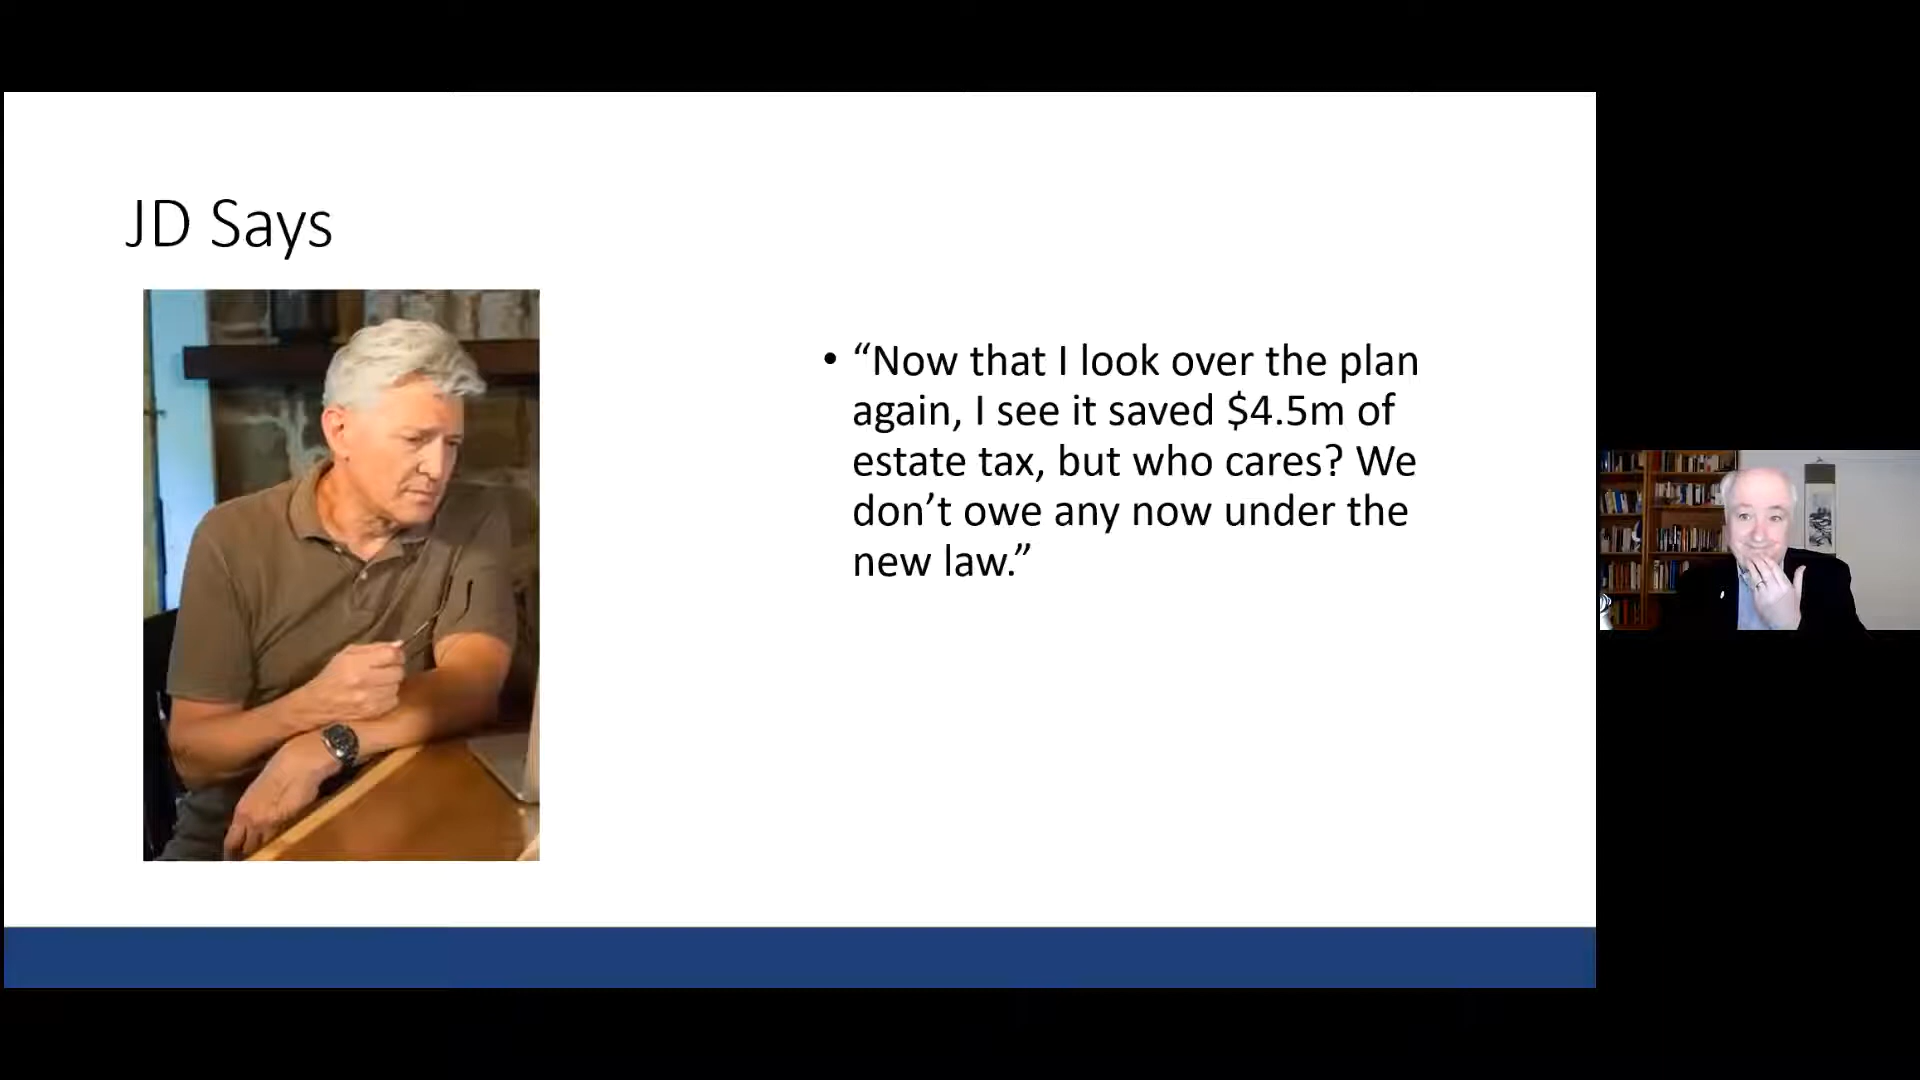 JD Says
• “Now that I look over the plan
again, I see it saved $4.5m of
estate tax, but who cares? We
don’t owe any now under the
new law.”